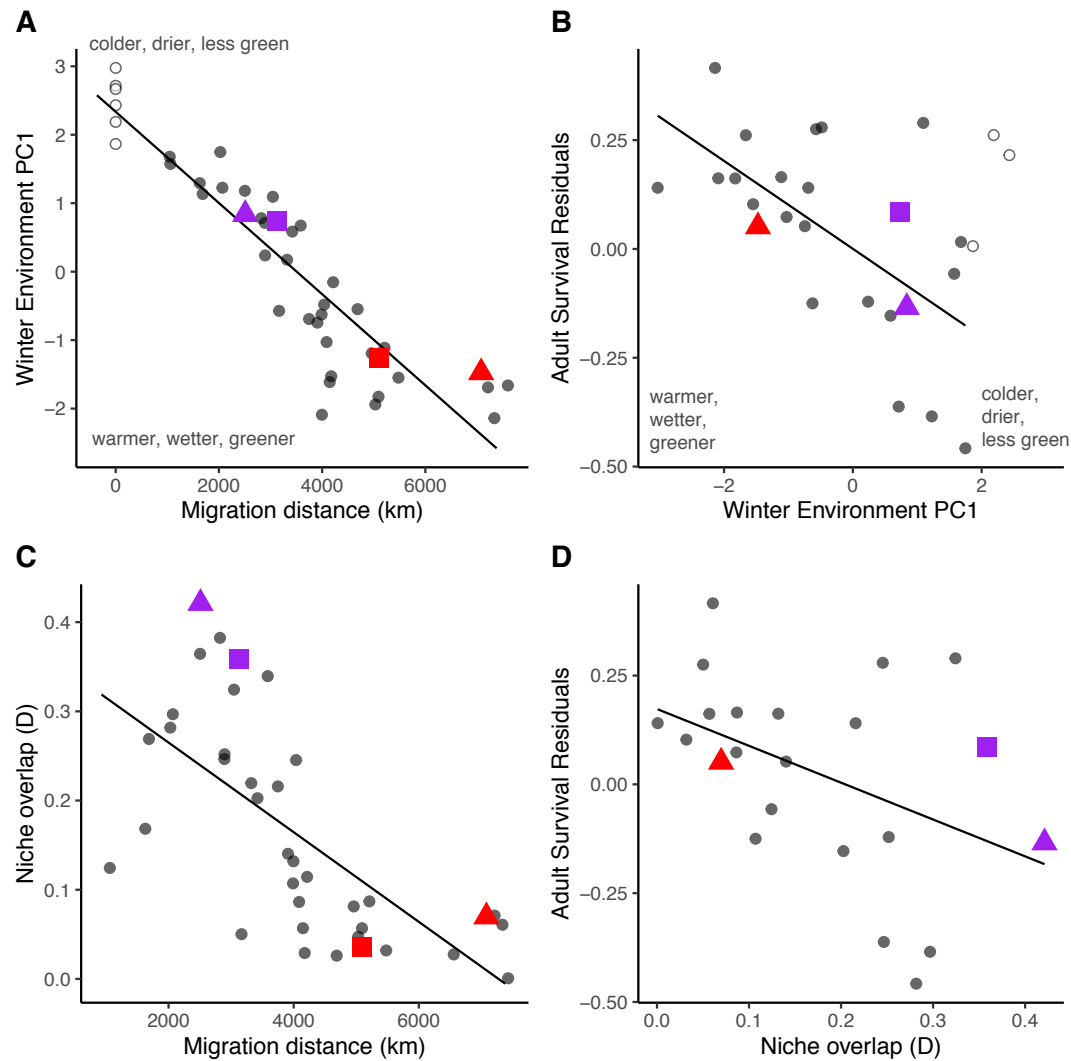 A
colder, drier, less green
Winter Environment PC1
3
2
1
0
−1
−2
warmer, wetter, greener
0
2000
4000
6000
Migration distance (km)
B
Adult Survival Residuals
0.25
0.00
−0.25
−0.50
warmer,
wetter,
greener
colder,
drier,
less green
−2
0
2
Winter Environment PC1
C
Niche overlap (D)
0.4
0.3
0.2
0.1
0.0
2000
4000
6000
Migration distance (km)
D
Adult Survival Residuals
0.25
0.00
−0.25
−0.50
0.0
0.1
0.2
0.3
0.4
Niche overlap (D)